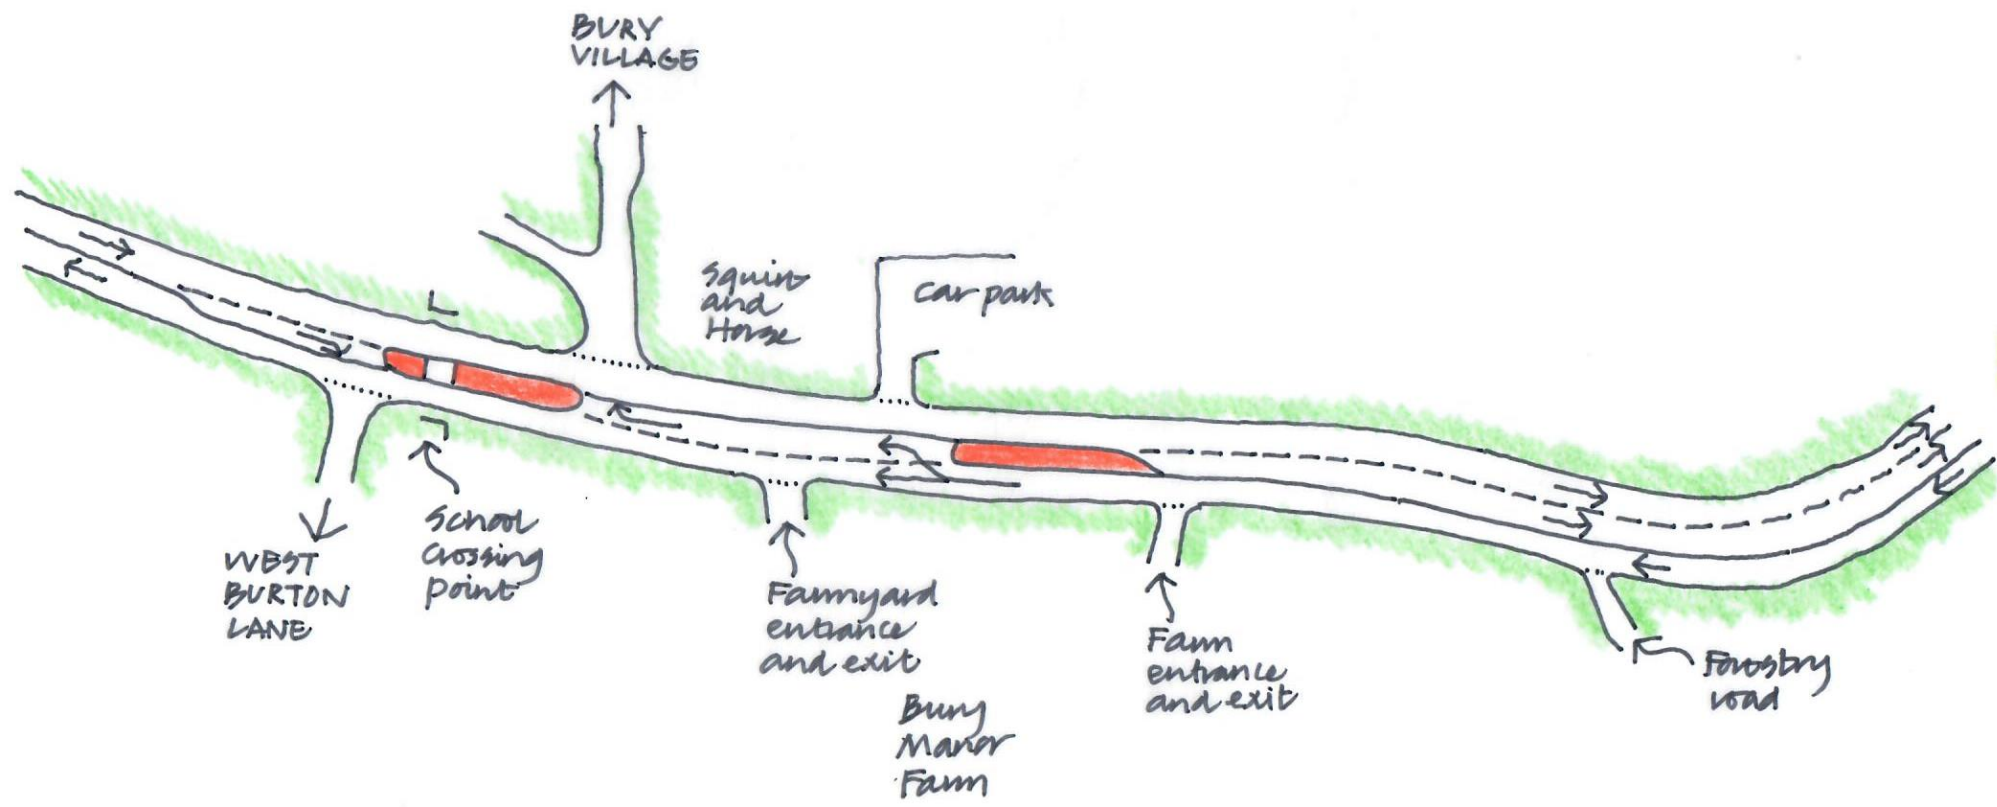 BURY
VILLAGE
Squire
and
Horse
Car park
WEST
BURTON
LANE
School
Crossing
point
Farmyard
entrance
and exit
Farm
entrance
and exit
Bury
Manor
Farm
Forestry
road